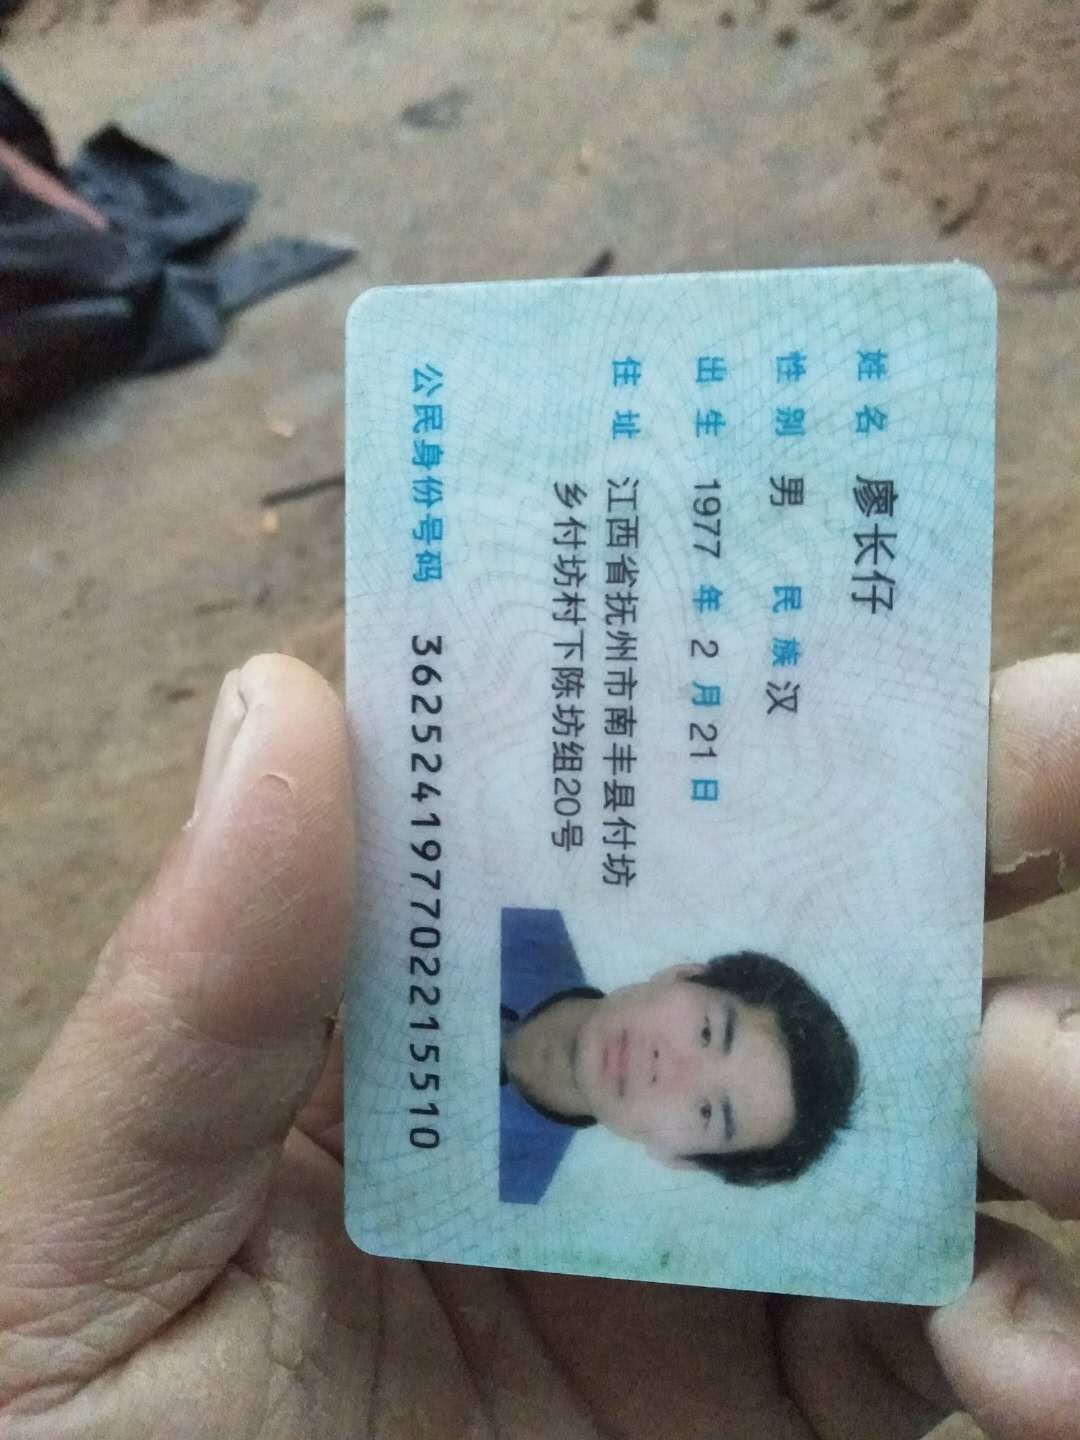 姓名 廖长仔
性别 男 民族 汉
出生 1977 年 2 月 21 日
住址 江西省抚州市南丰县付坊
乡付坊村下陈坊组20号
公民身份号码 362524197702215510